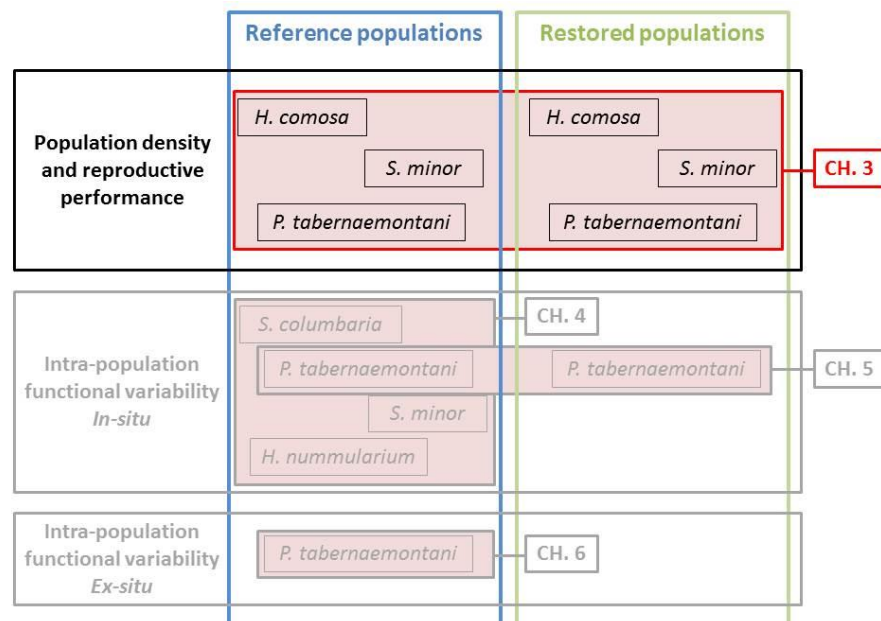 Reference populations
Restored populations
Population density
and reproductive
performance
H. comosa
H. comosa
S. minor
S. minor
CH. 3
P. tabernaemontani
P. tabernaemontani
Intra-population
functional variability
In-situ
S. columbaria
CH. 4
P. tabernaemontani
P. tabernaemontani
CH. 5
S. minor
H. nummularium
Intra-population
functional variability
Ex-situ
P. tabernaemontani
CH. 6